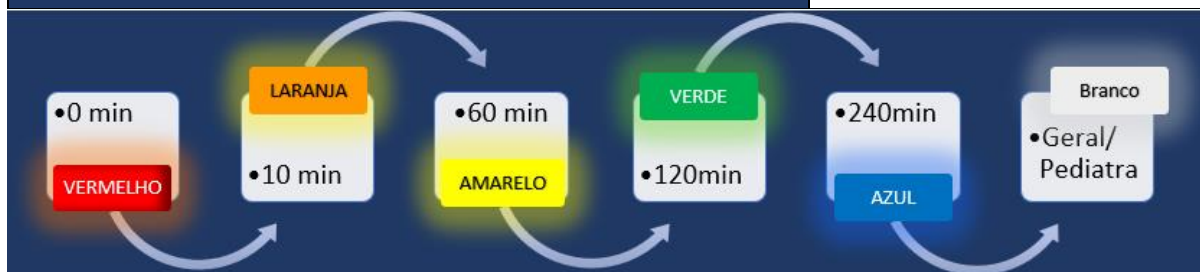 •0 min
VERMELHO
LARANJA
•10 min
•60 min
AMARELO
VERDE
•120min
•240min
AZUL
Branco
•Geral/
Pediatra